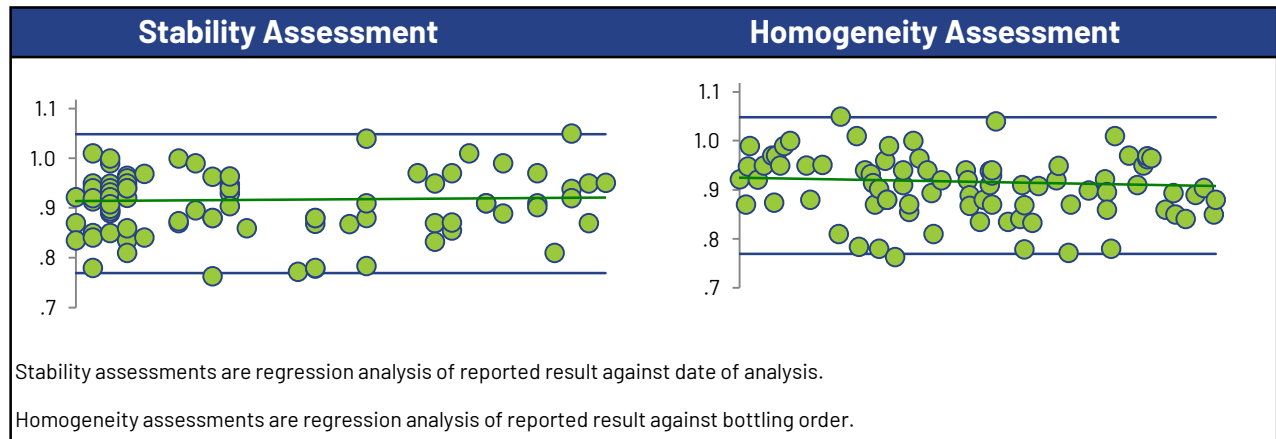 Stability Assessment
Homogeneity Assessment
1.1
1.0
.9
.8
.7
1.1
1.0
.9
.8
.7
Stability assessments are regression analysis of reported result against date of analysis.
Homogeneity assessments are regression analysis of reported result against bottling order.